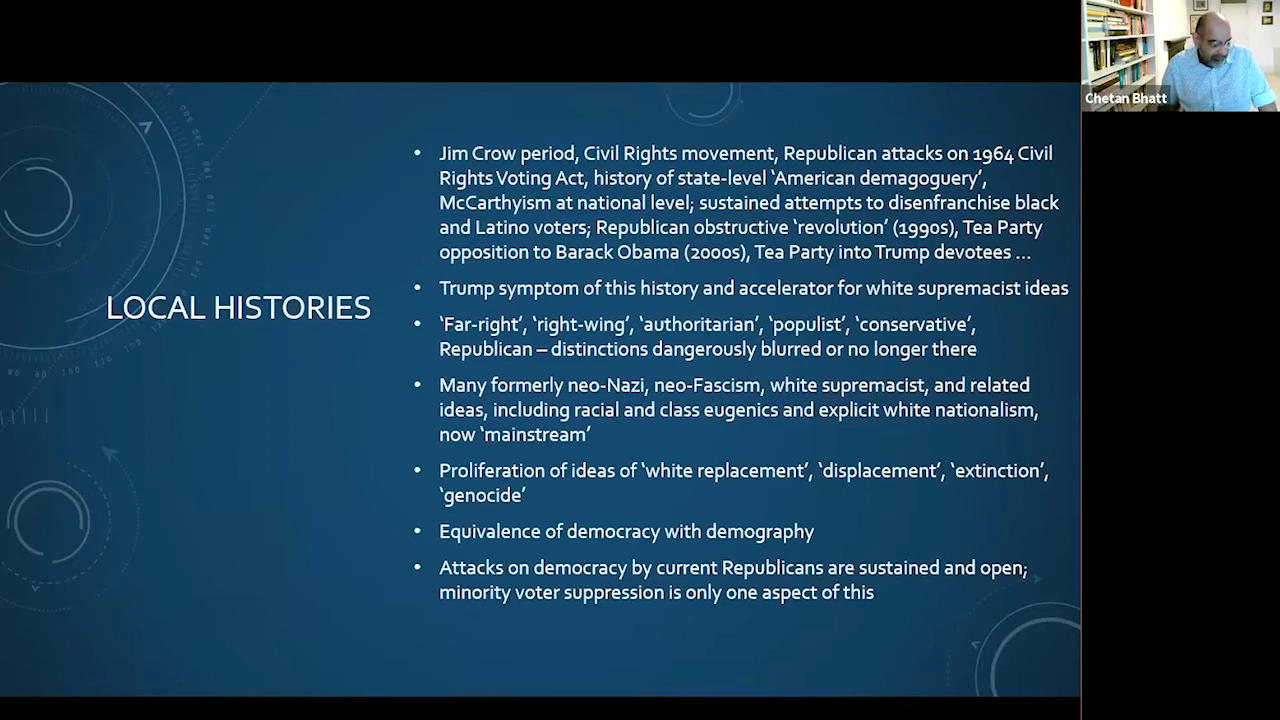 Chetan Bhatt
LOCAL HISTORIES
• Jim Crow period, Civil Rights movement, Republican attacks on 1964 Civil
Rights Voting Act, history of state-level ‘American demagoguery’,
McCarthyism at national level; sustained attempts to disenfranchise black
and Latino voters; Republican obstructive ‘revolution’ (1990s), Tea Party
opposition to Barack Obama (2000s), Tea Party into Trump devotees ...
• Trump symptom of this history and accelerator for white supremacist ideas
• ‘Far-right’, ‘right-wing’, ‘authoritarian’, ‘populist’, ‘conservative’,
Republican – distinctions dangerously blurred or no longer there
• Many formerly neo-Nazi, neo-Fascism, white supremacist, and related
ideas, including racial and class eugenics and explicit white nationalism,
now ‘mainstream’
• Proliferation of ideas of ‘white replacement’, ‘displacement’, ‘extinction’,
‘genocide’
• Equivalence of democracy with demography
• Attacks on democracy by current Republicans are sustained and open;
minority voter suppression is only one aspect of this